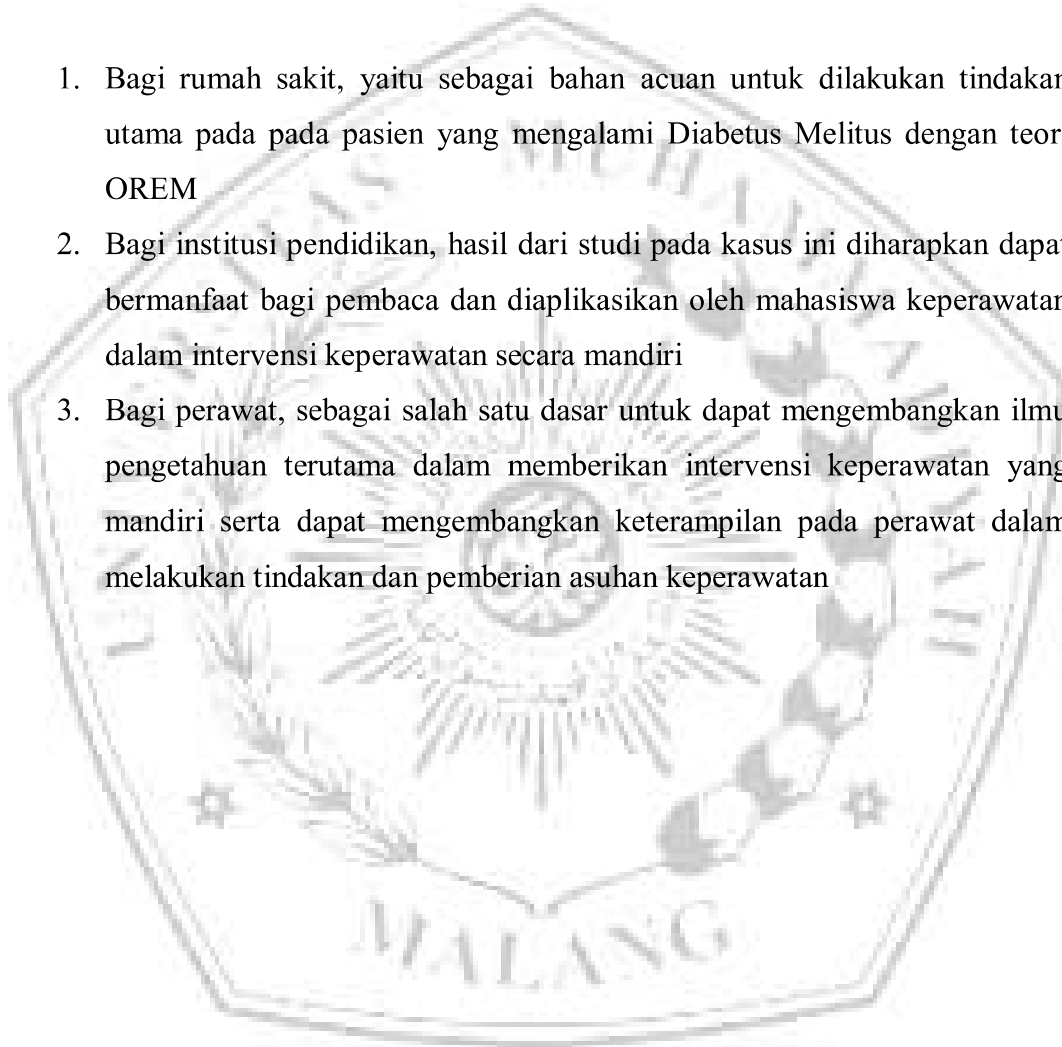 1. Bagi rumah sakit, yaitu sebagai bahan acuan untuk dilakukan tindakan
utama pada pada pasien yang mengalami Diabetus Melitus dengan teor
OREM
2. Bagi institusi pendidikan, hasil dari studi pada kasus ini diharapkan dapat
bermanfaat bagi pembaca dan diaplikasikan oleh mahasiswa keperawatan
dalam intervensi keperawatan secara mandiri
3. Bagi perawat, sebagai salah satu dasar untuk dapat mengembangkan ilmu
pengetahuan terutama dalam memberikan intervensi keperawatan yang
mandiri serta dapat mengembangkan keterampilan pada perawat dalam
melakukan tindakan dan pemberian asuhan keperawatan
MALANG